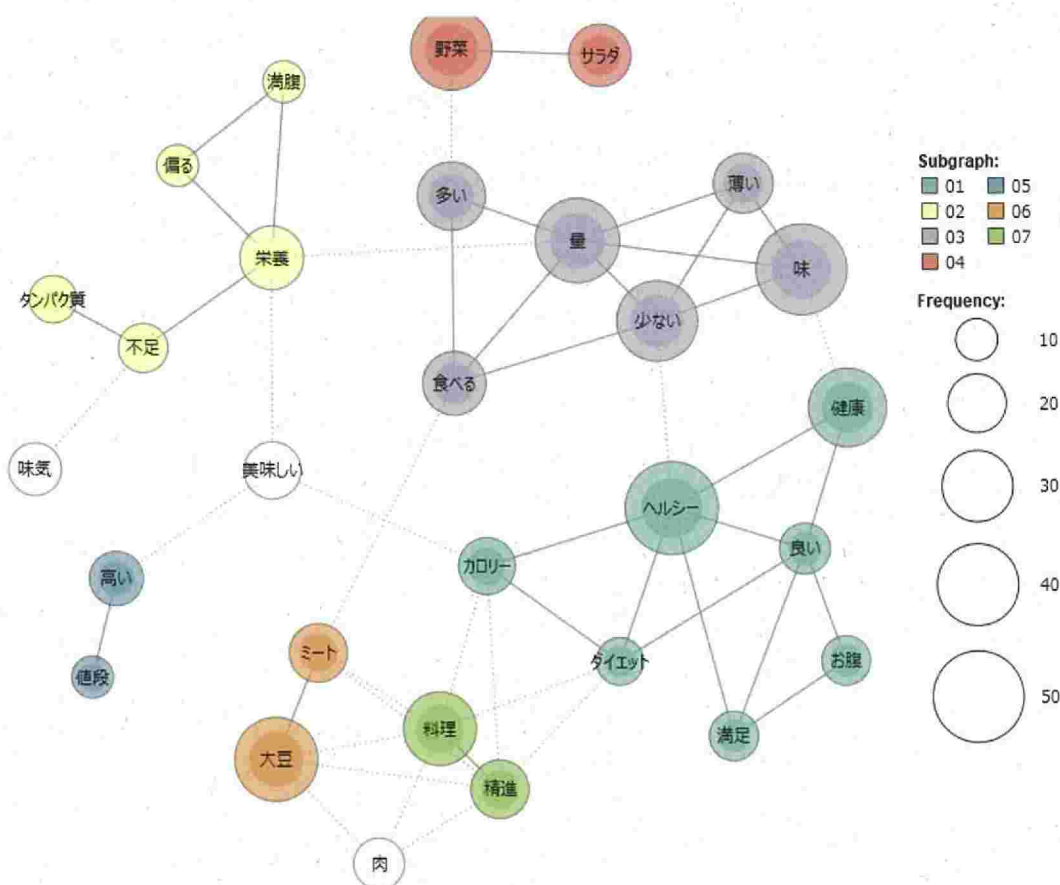 野菜
サラダ
満腹
偏る
多い
薄い
栄養
量
味
タンパク質
不足
少ない
食べる
健康
味気
美味しい
ヘルシー
高い
カロリー
良い
値段
ミート
ダイエット
お腹
料理
満足
大豆
精進
肉
Subgraph:
01
05
02
06
03
07
04
Frequency:
10
20
30
40
50